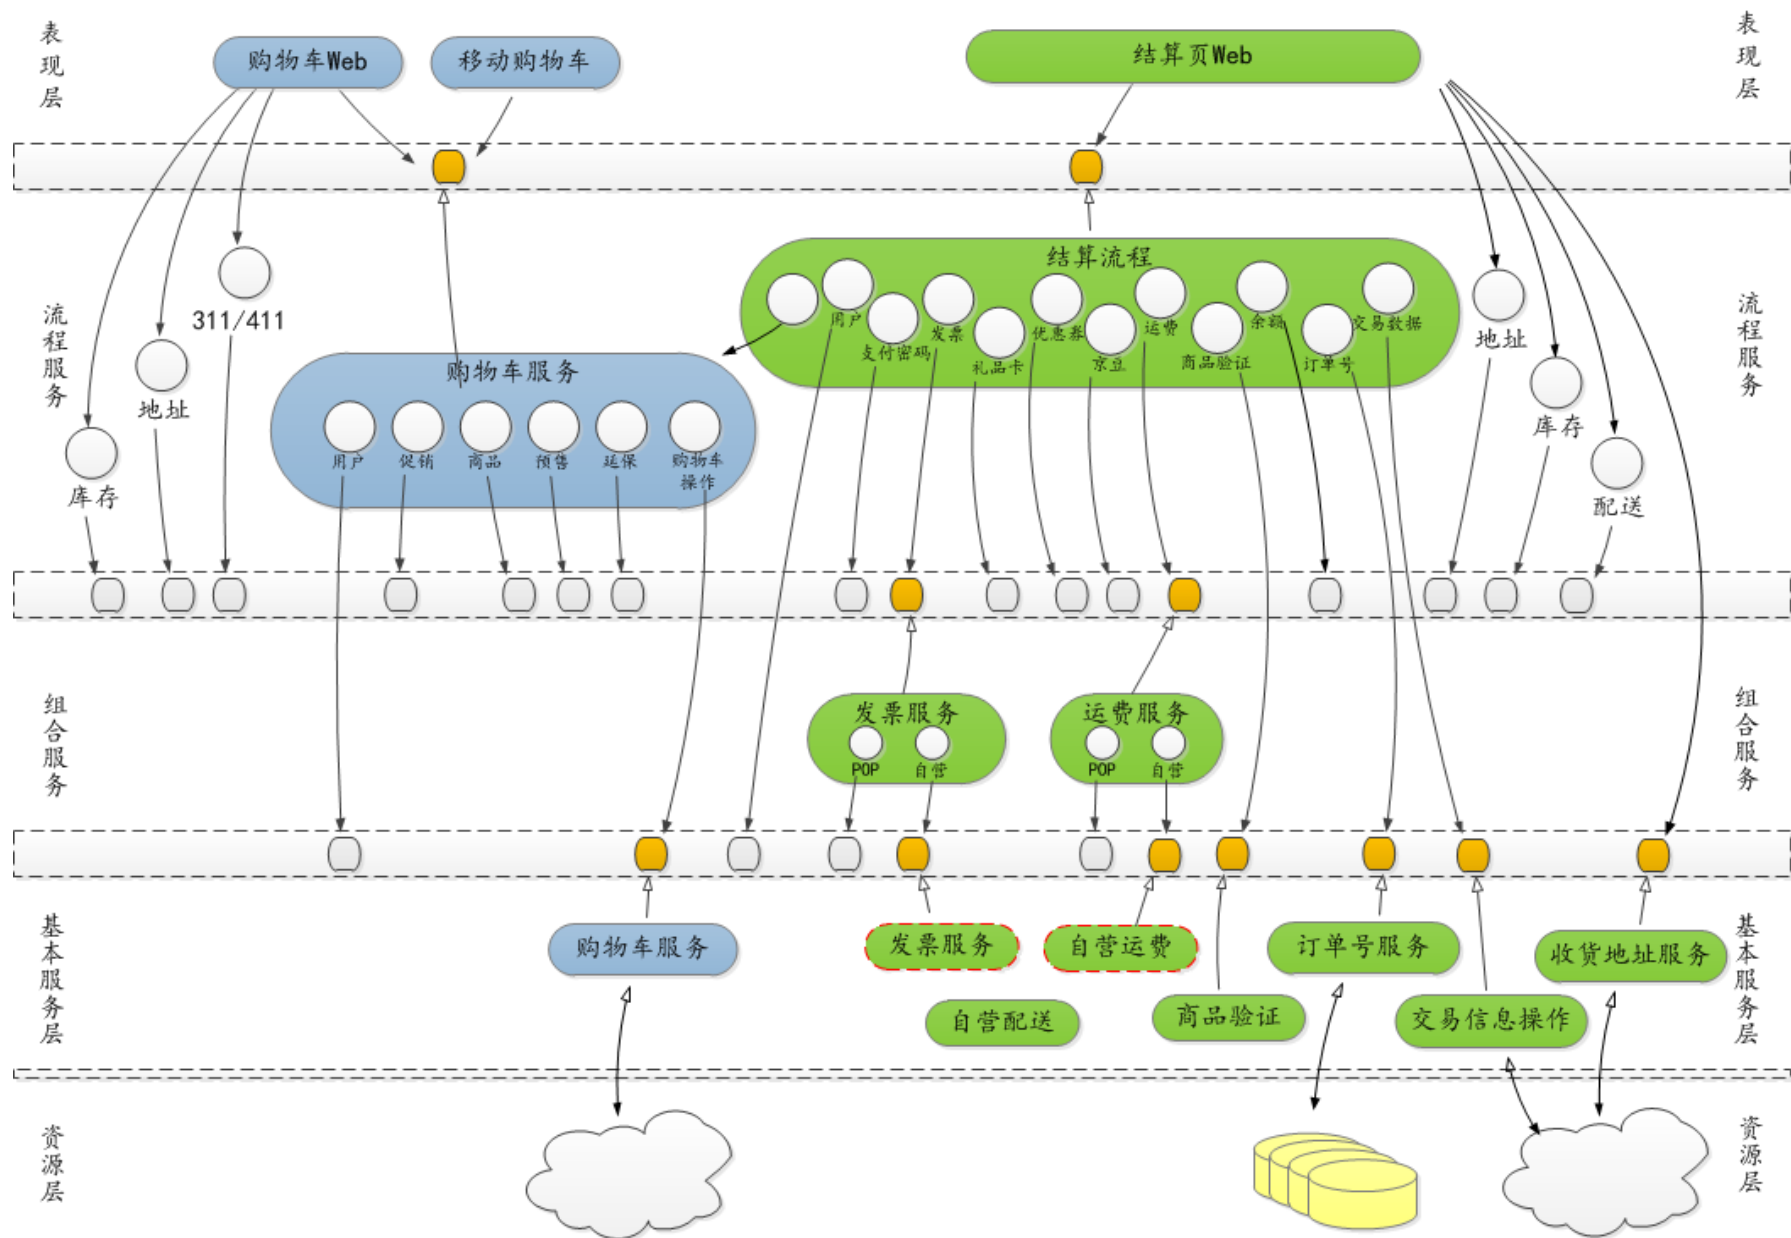 表现层
购物车Web
移动购物车
结算页Web
表现层
流程服务
311/411
地址
库存
购物车服务
用户
促销
商品
预售
延保
购物车
操作
结算流程
用户
支付密码
发票
礼品卡
优惠券
京豆
运费
商品验证
余额
订单号
交易数据
地址
库存
配送
流程服务
组合服务
发票服务
POP
自营
运费服务
POP
自营
组合服务
基本服务层
购物车服务
发票服务
自营运费
自营配送
商品验证
订单号服务
交易信息操作
收货地址服务
基本服务层
资源层
资源层